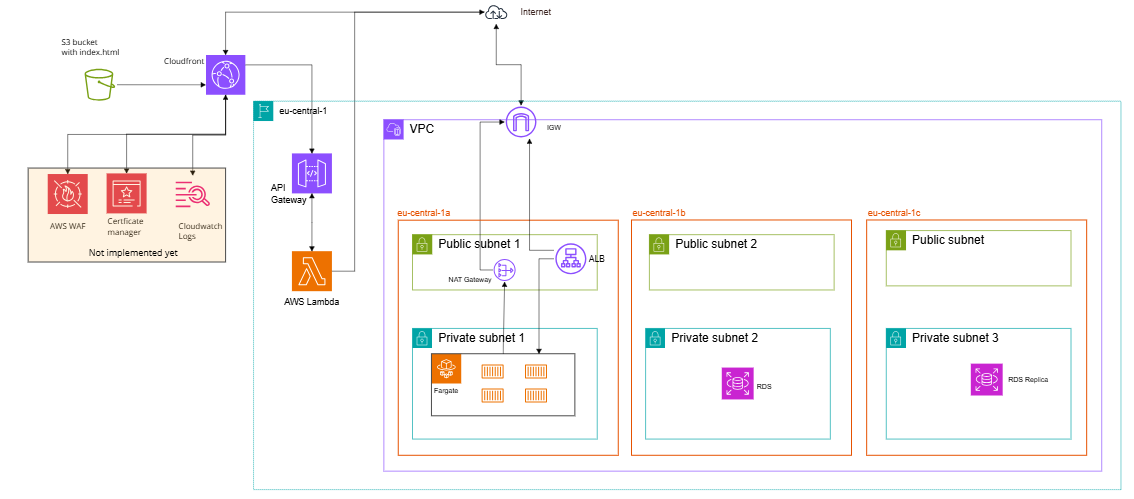 Internet
S3 bucket
with index.html
Cloudfront
eu-central-1
VPC
IGW
API
Gateway
AWS WAF
Certficate
manager
Cloudwatch
Logs
Not implemented yet
AWS Lambda
eu-central-1a
eu-central-1b
eu-central-1c
Public subnet 1
Public subnet 2
Public subnet
NAT Gateway
ALB
Private subnet 1
Private subnet 2
Private subnet 3
Fargate
RDS
RDS Replica